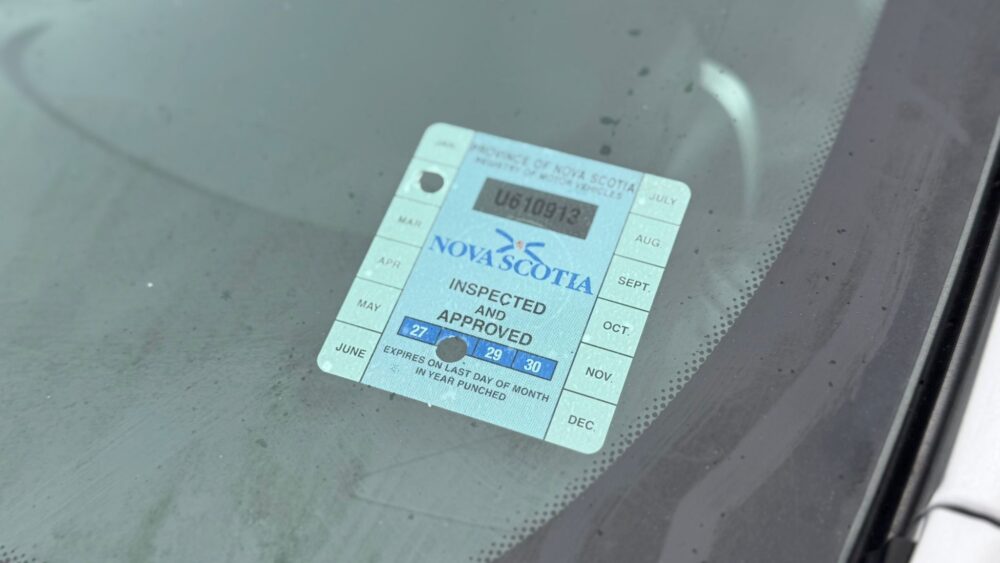 PROVINCE OF NOVA SCOTIA
REGISTRY OF MOTOR VEHICLES
U610913
NOVA SCOTIA
INSPECTED
AND
APPROVED
27 29 30
EXPIRES ON LAST DAY OF MONTH
IN YEAR PUNCHED
JAN.
MAR
APR
MAY
JUNE
JULY
AUG
SEPT.
OCT.
NOV.
DEC.